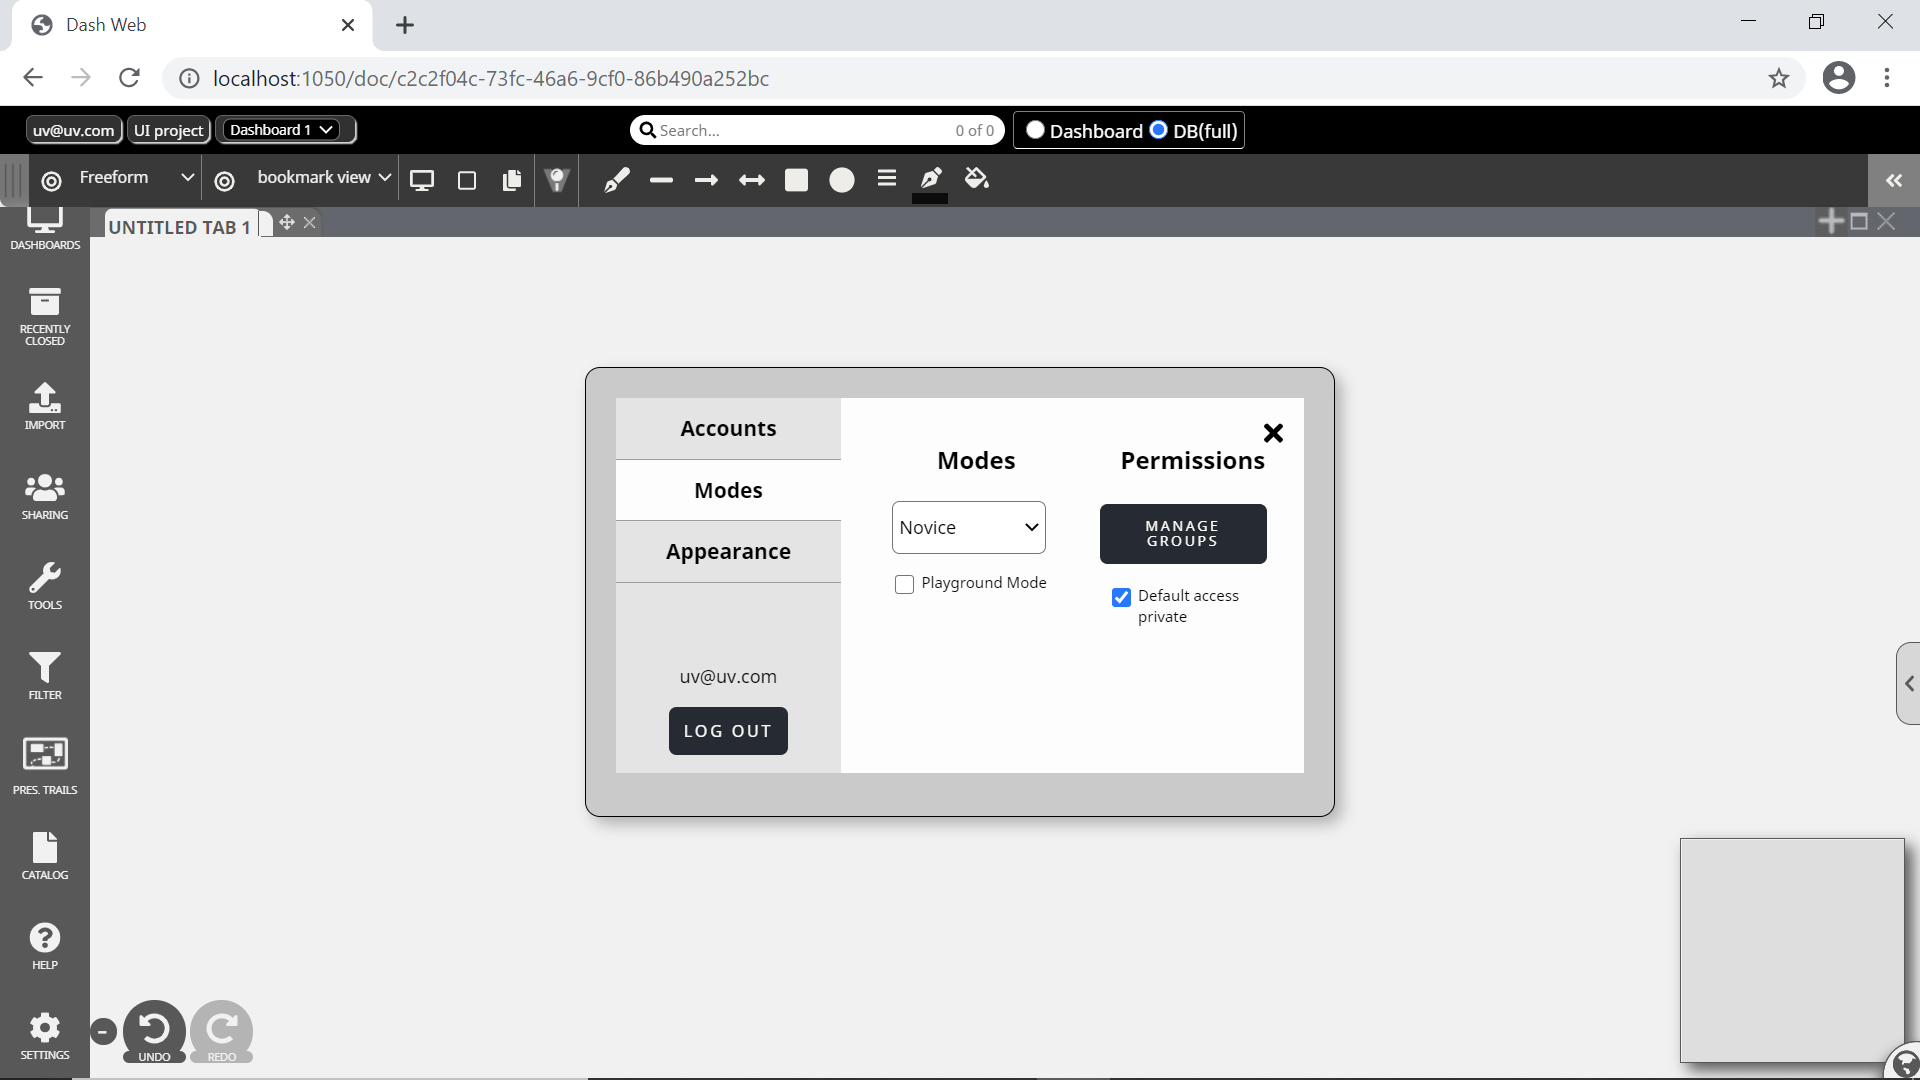 Dash Web
localhost:1050/doc/c2c2f04c-73fc-46a6-9cf0-86b490a252bc
uv@uv.com UI project Dashboard 1 Search... 0 of 0 Dashboard DB(full)
Freeform bookmark view
UNTITLED TAB 1
DASHBOARDS
RECENTLY
CLOSED
IMPORT
SHARING
TOOLS
FILTER
PRES. TRAILS
CATALOG
HELP
SETTINGS
Accounts
Modes
Appearance
uv@uv.com
LOG OUT
Modes
Novice
Playground Mode
Permissions
MANAGE
GROUPS
Default access
private
UNDO
REDO